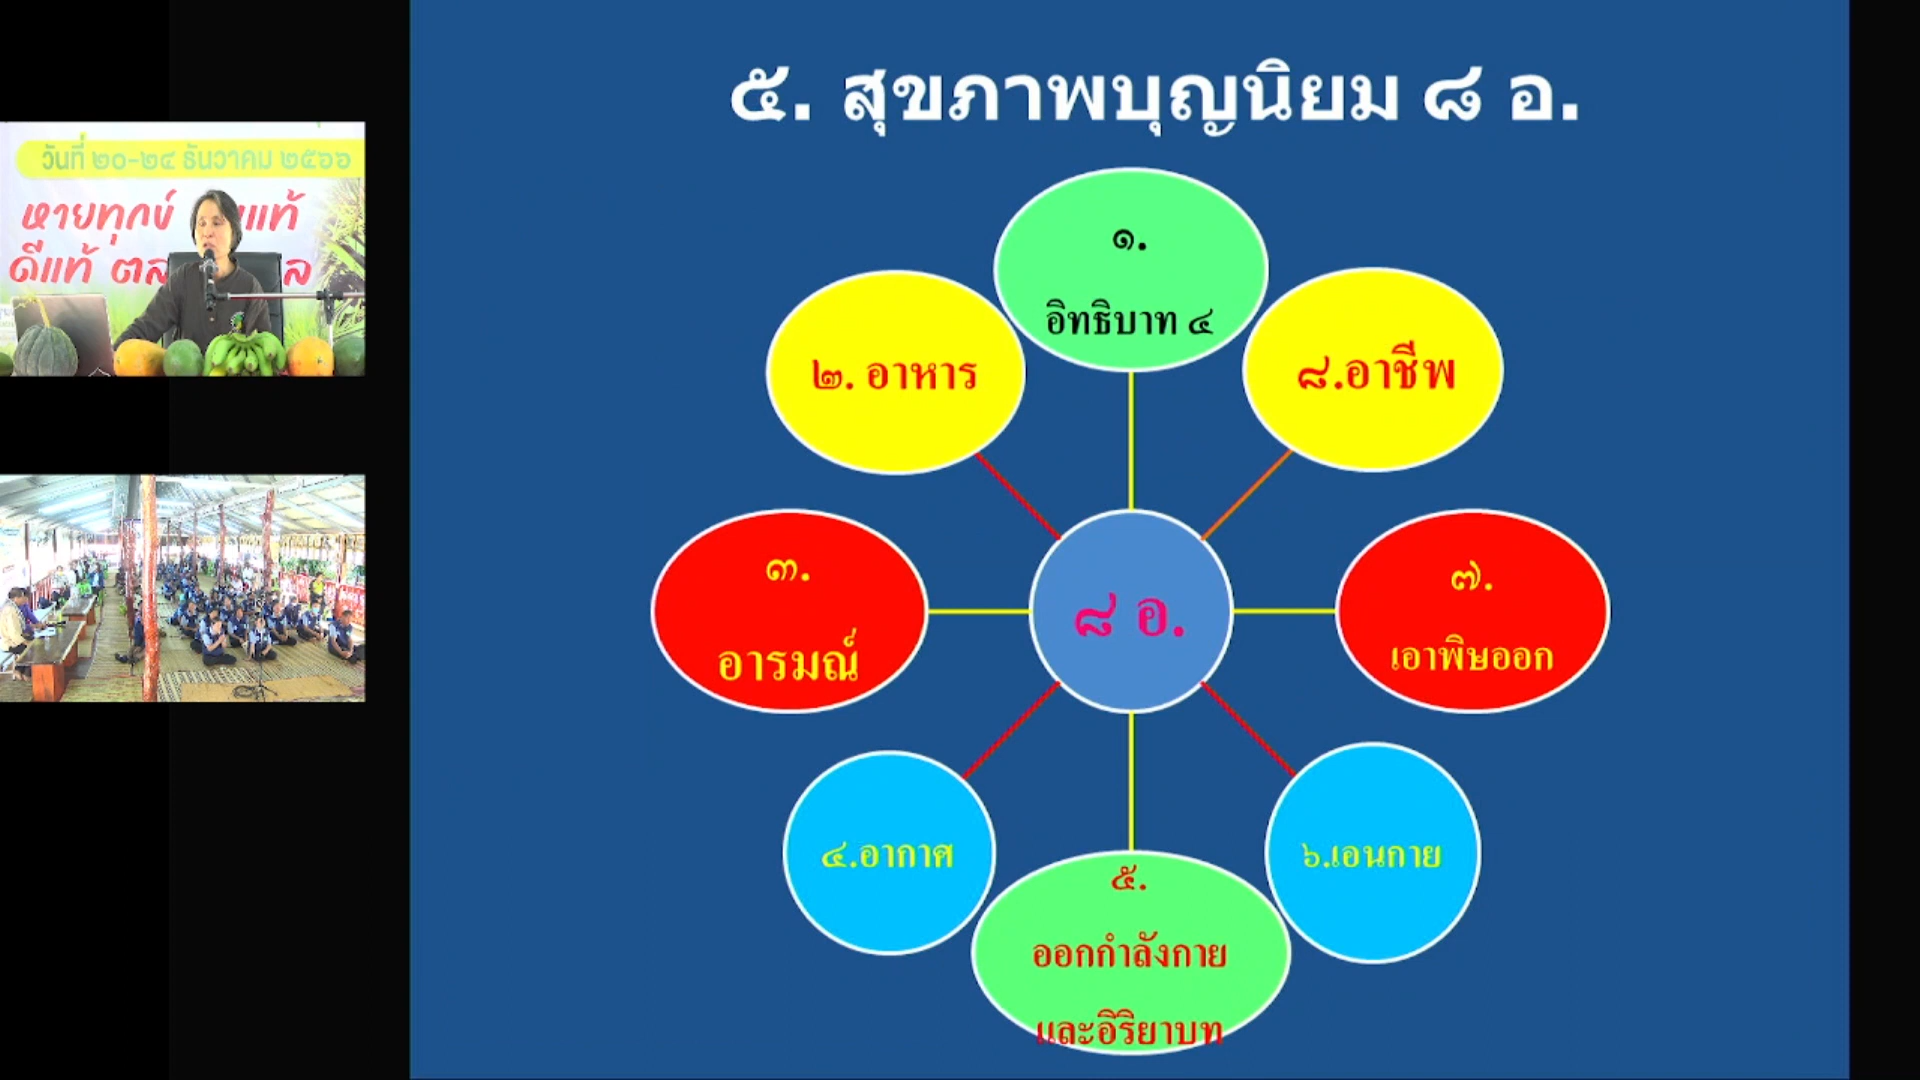 ๕. สุขภาพบุญนิยม ๘ อ.
๑.
อิทธิบาท ๔
๒. อาหาร
๓.
อารมณ์
๔.อากาศ
๕.
ออกกำลังกาย
และอิริยาบท
๖.เอนกาย
๗.
เอาพิษออก
๘.อาชีพ
๘ อ.
วันที่ ๒๐-๒๔ ธันวาคม ๒๕๖๖
หายทุกข์ แท้
ดีแท้